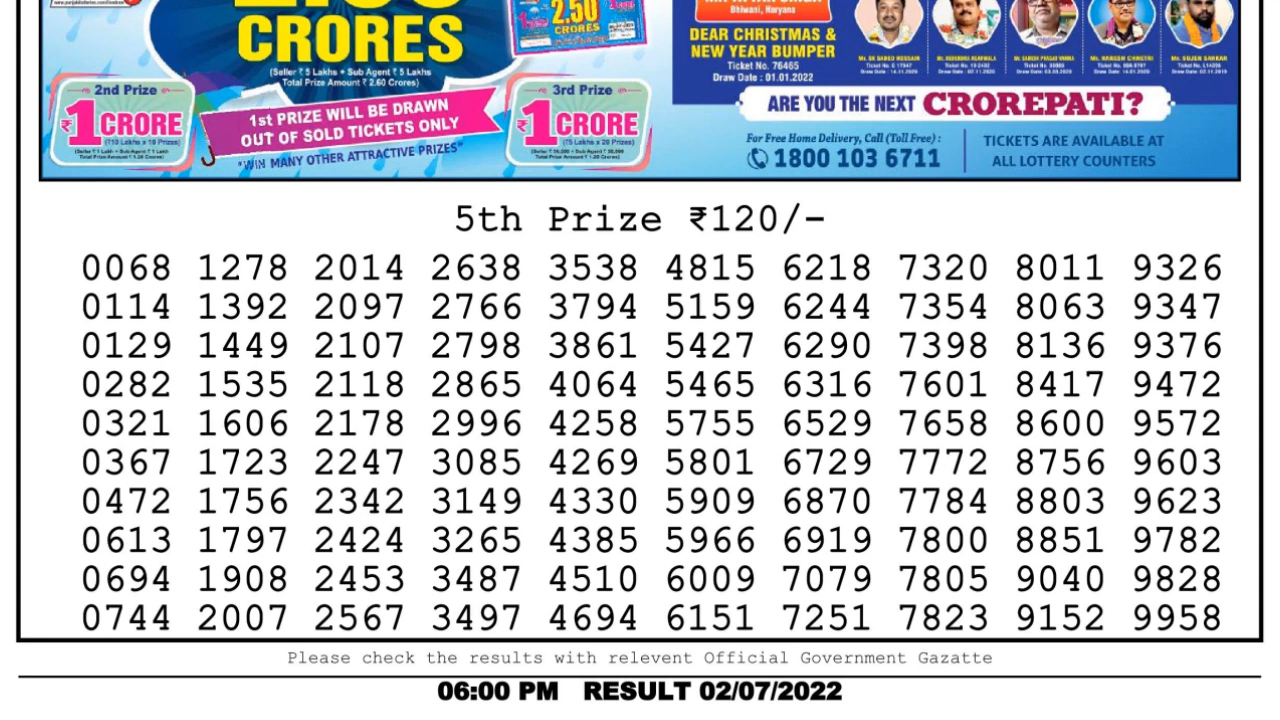 2.50
CRORES
CRORES
(Seller ₹ 5 Lakhs + Sub Agent ₹ 5 Lakhs
Total Prize Amount ₹ 2.60 Crores)
2nd Prize
₹1 CRORE
(₹10 Lakhs x 10 Prizes)
1st PRIZE WILL BE DRAWN
OUT OF SOLD TICKETS ONLY
"WIN MANY OTHER ATTRACTIVE PRIZES"
3rd Prize
₹1 CRORE
(₹5 Lakhs x 20 Prizes)
Bhiwani, Haryana
DEAR CHRISTMAS &
NEW YEAR BUMPER
Ticket No. 76465
Draw Date : 01.01.2022
ARE YOU THE NEXT CROREPATI?
For Free Home Delivery, Call (Toll Free) :
1800 103 6711
TICKETS ARE AVAILABLE AT
ALL LOTTERY COUNTERS
5th Prize ₹120/-
0068 1278 2014 2638 3538 4815 6218 7320 8011 9326
0114 1392 2097 2766 3794 5159 6244 7354 8063 9347
0129 1449 2107 2798 3861 5427 6290 7398 8136 9376
0282 1535 2118 2865 4064 5465 6316 7601 8417 9472
0321 1606 2178 2996 4258 5755 6529 7658 8600 9572
0367 1723 2247 3085 4269 5801 6729 7772 8756 9603
0472 1756 2342 3149 4330 5909 6870 7784 8803 9623
0613 1797 2424 3265 4385 5966 6919 7800 8851 9782
0694 1908 2453 3487 4510 6009 7079 7805 9040 9828
0744 2007 2567 3497 4694 6151 7251 7823 9152 9958
Please check the results with relevent Official Government Gazatte
06:00 PM RESULT 02/07/2022